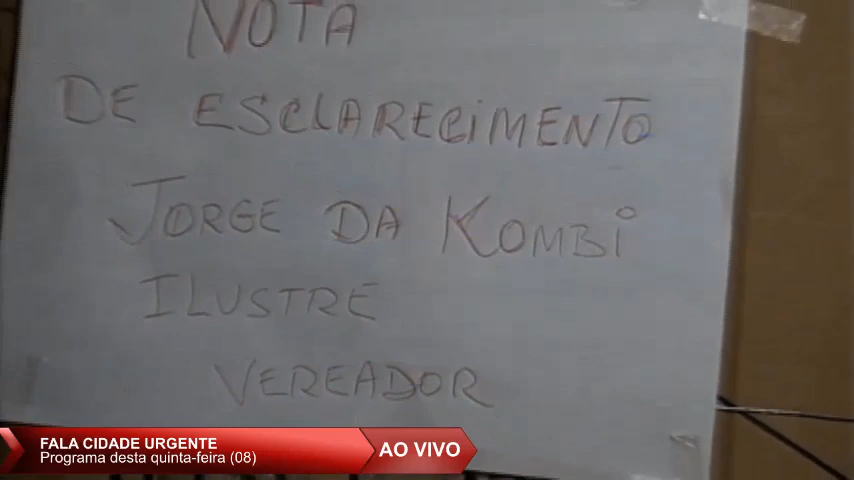 NOTA
DE ESCLARECIMENTO
JORGE DA KOMBI
ILUSTRE
VEREADOR
FALA CIDADE URGENTE
Programa desta quinta-feira (08)
AO VIVO